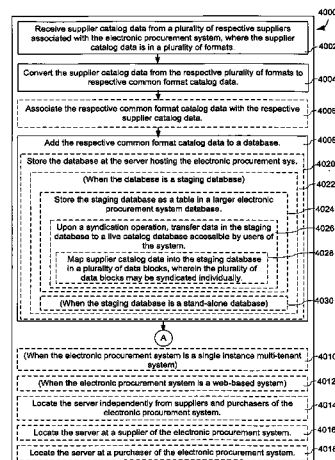 4000
Receive supplier catalog data from a plurality of respective suppliers
associated with the electronic procurement system, where the supplier
catalog data is in a plurality of formats.
4002
Convert the supplier catalog data from the respective plurality of formats to
respective common format catalog data.
4004
Associate the respective common format catalog data with the respective
supplier catalog data.
4006
Add the respective common format catalog data to a database.
4008
Store the database at the server hosting the electronic procurement sys.
4020
(When the database is a staging database)
4022
Store the staging database as a table in a larger electronic
procurement system database.
4024
Upon a syndication operation, transfer data in the staging
database to a live catalog database accessible by users of
the system.
4026
Map supplier catalog data into the staging database
in a plurality of data blocks, wherein the plurality of
data blocks may be syndicated individually.
4028
(When the staging database is a stand-alone database)
4030
A
(When the electronic procurement system is a single instance multi-tenant
system)
4010
(When the electronic procurement system is a web-based system)
4012
Locate the server independently from suppliers and purchasers of the
electronic procurement system.
4014
Locate the server at a supplier of the electronic procurement system.
4016
Locate the server at a purchaser of the electronic procurement system.
4018